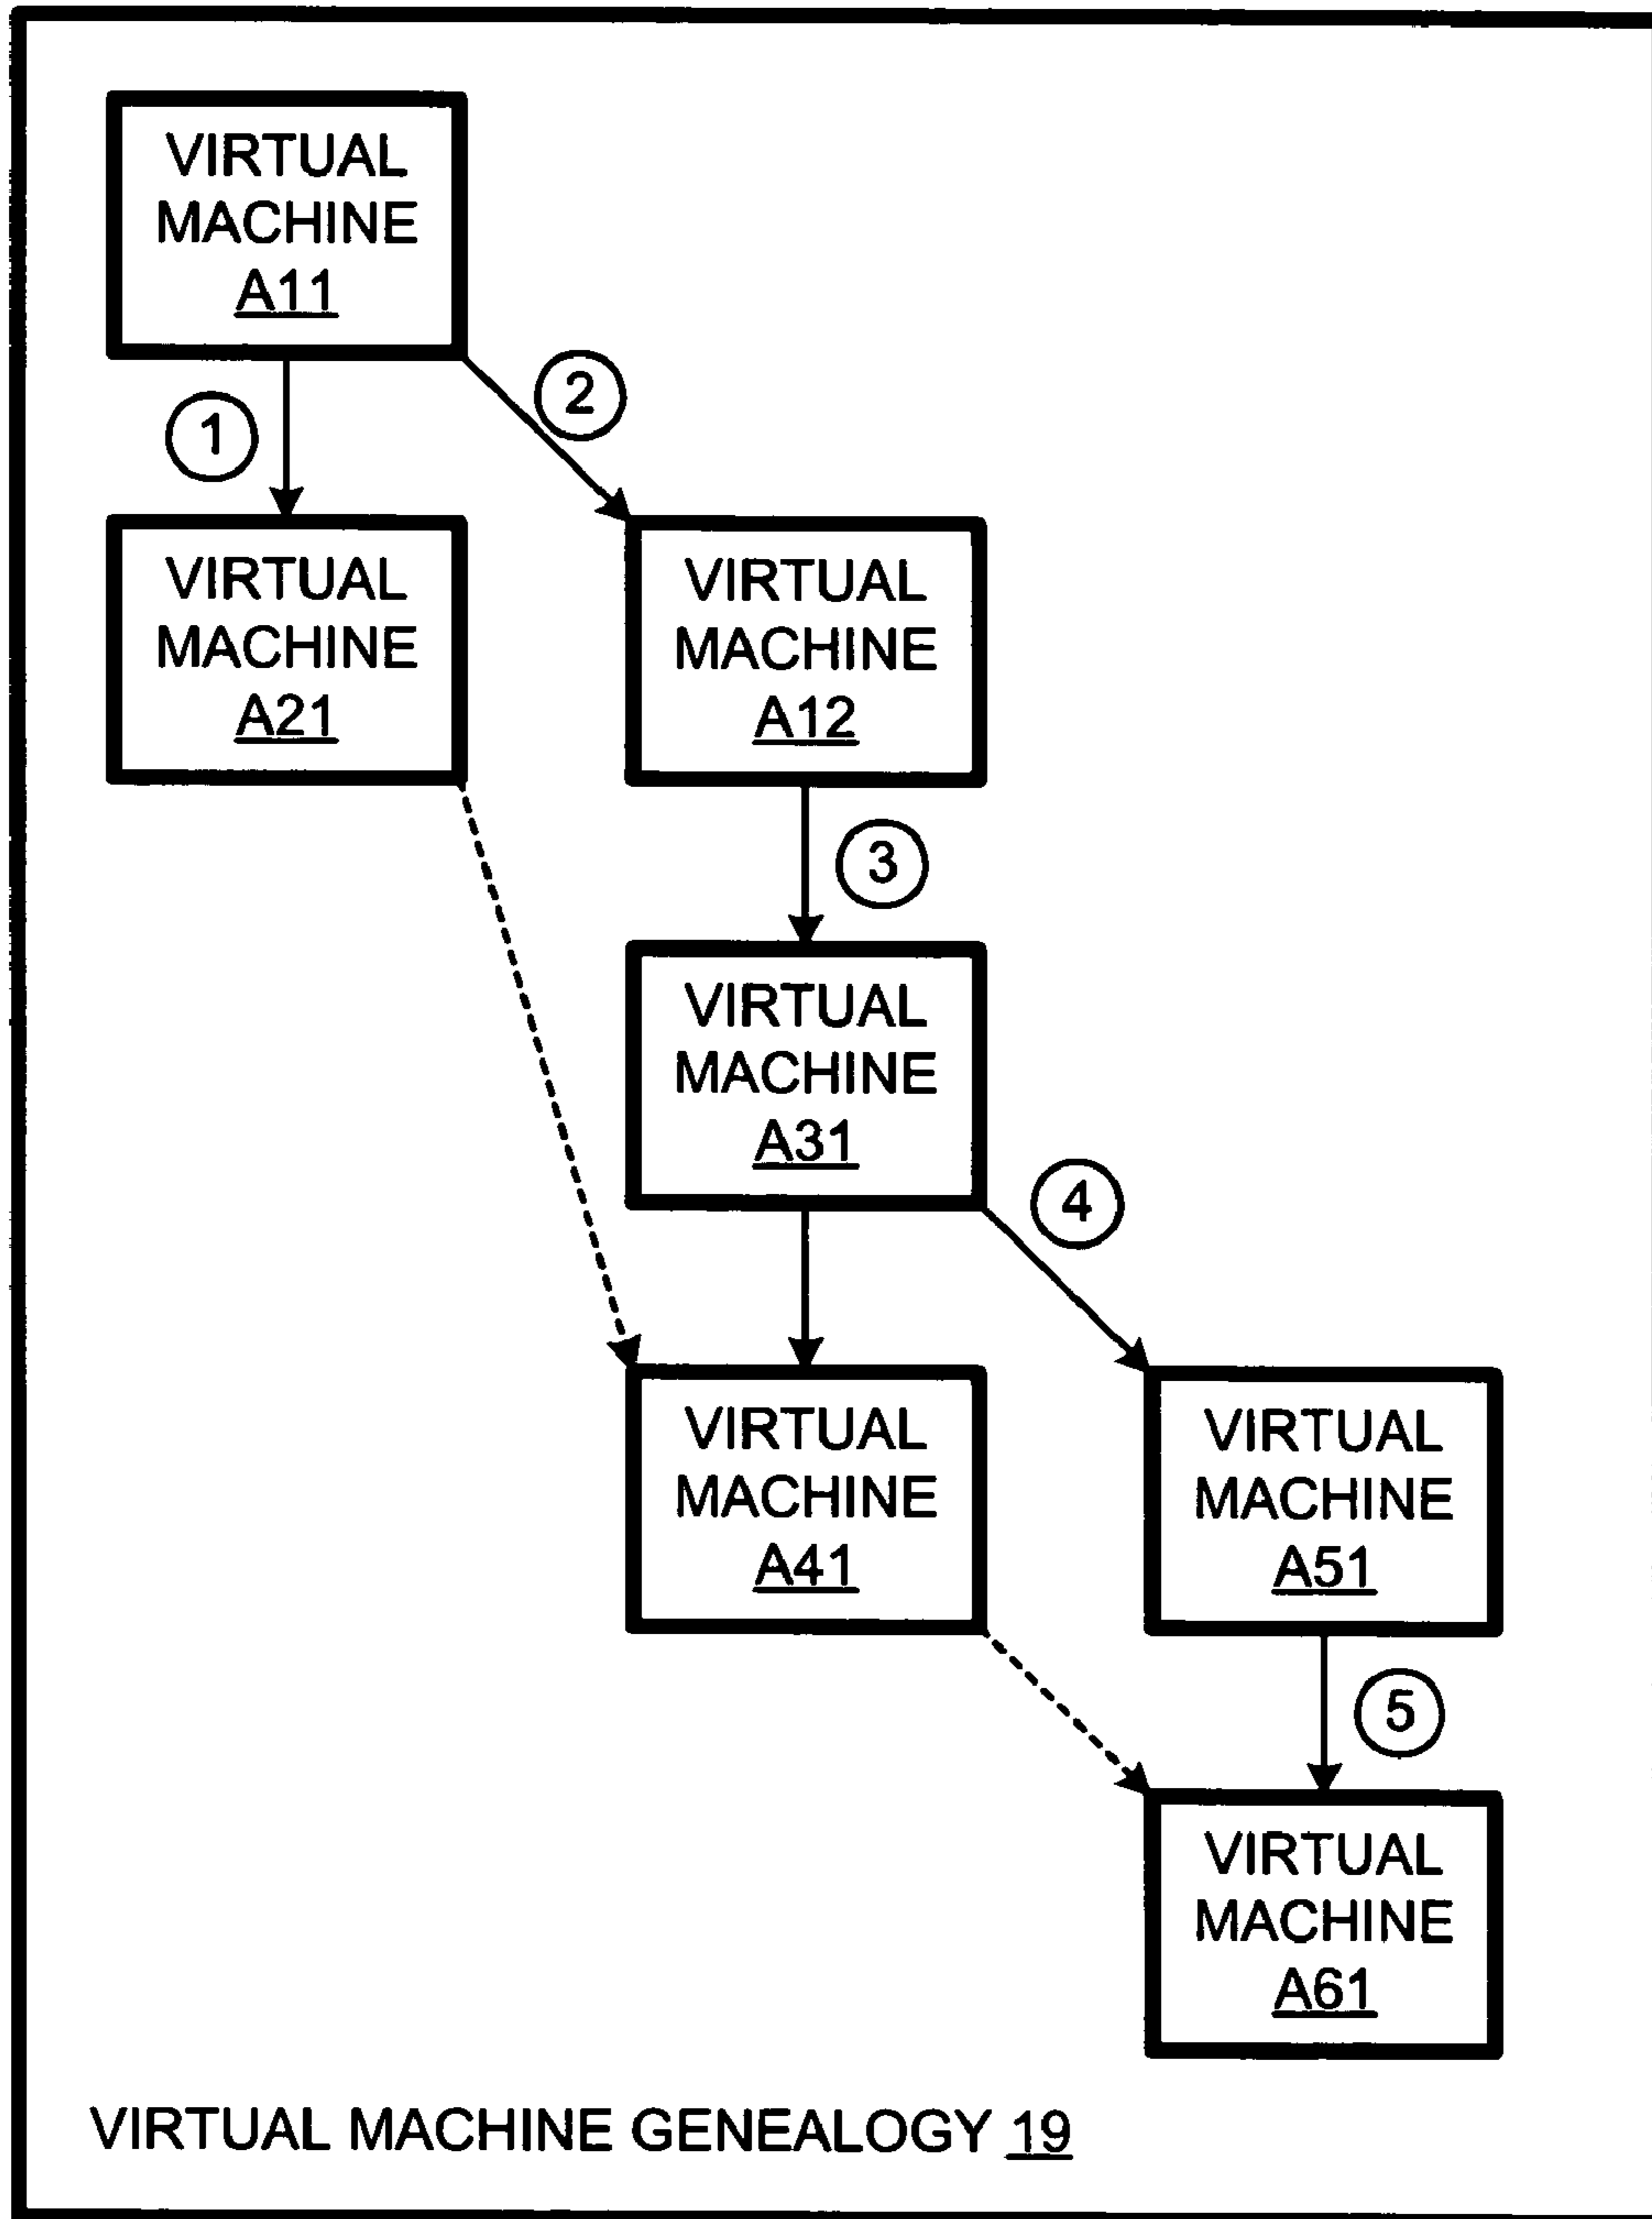 VIRTUAL
MACHINE
A11
1
2
VIRTUAL
MACHINE
A21
VIRTUAL
MACHINE
A12
3
VIRTUAL
MACHINE
A31
4
VIRTUAL
MACHINE
A41
VIRTUAL
MACHINE
A51
5
VIRTUAL
MACHINE
A61
VIRTUAL MACHINE GENEALOGY 19